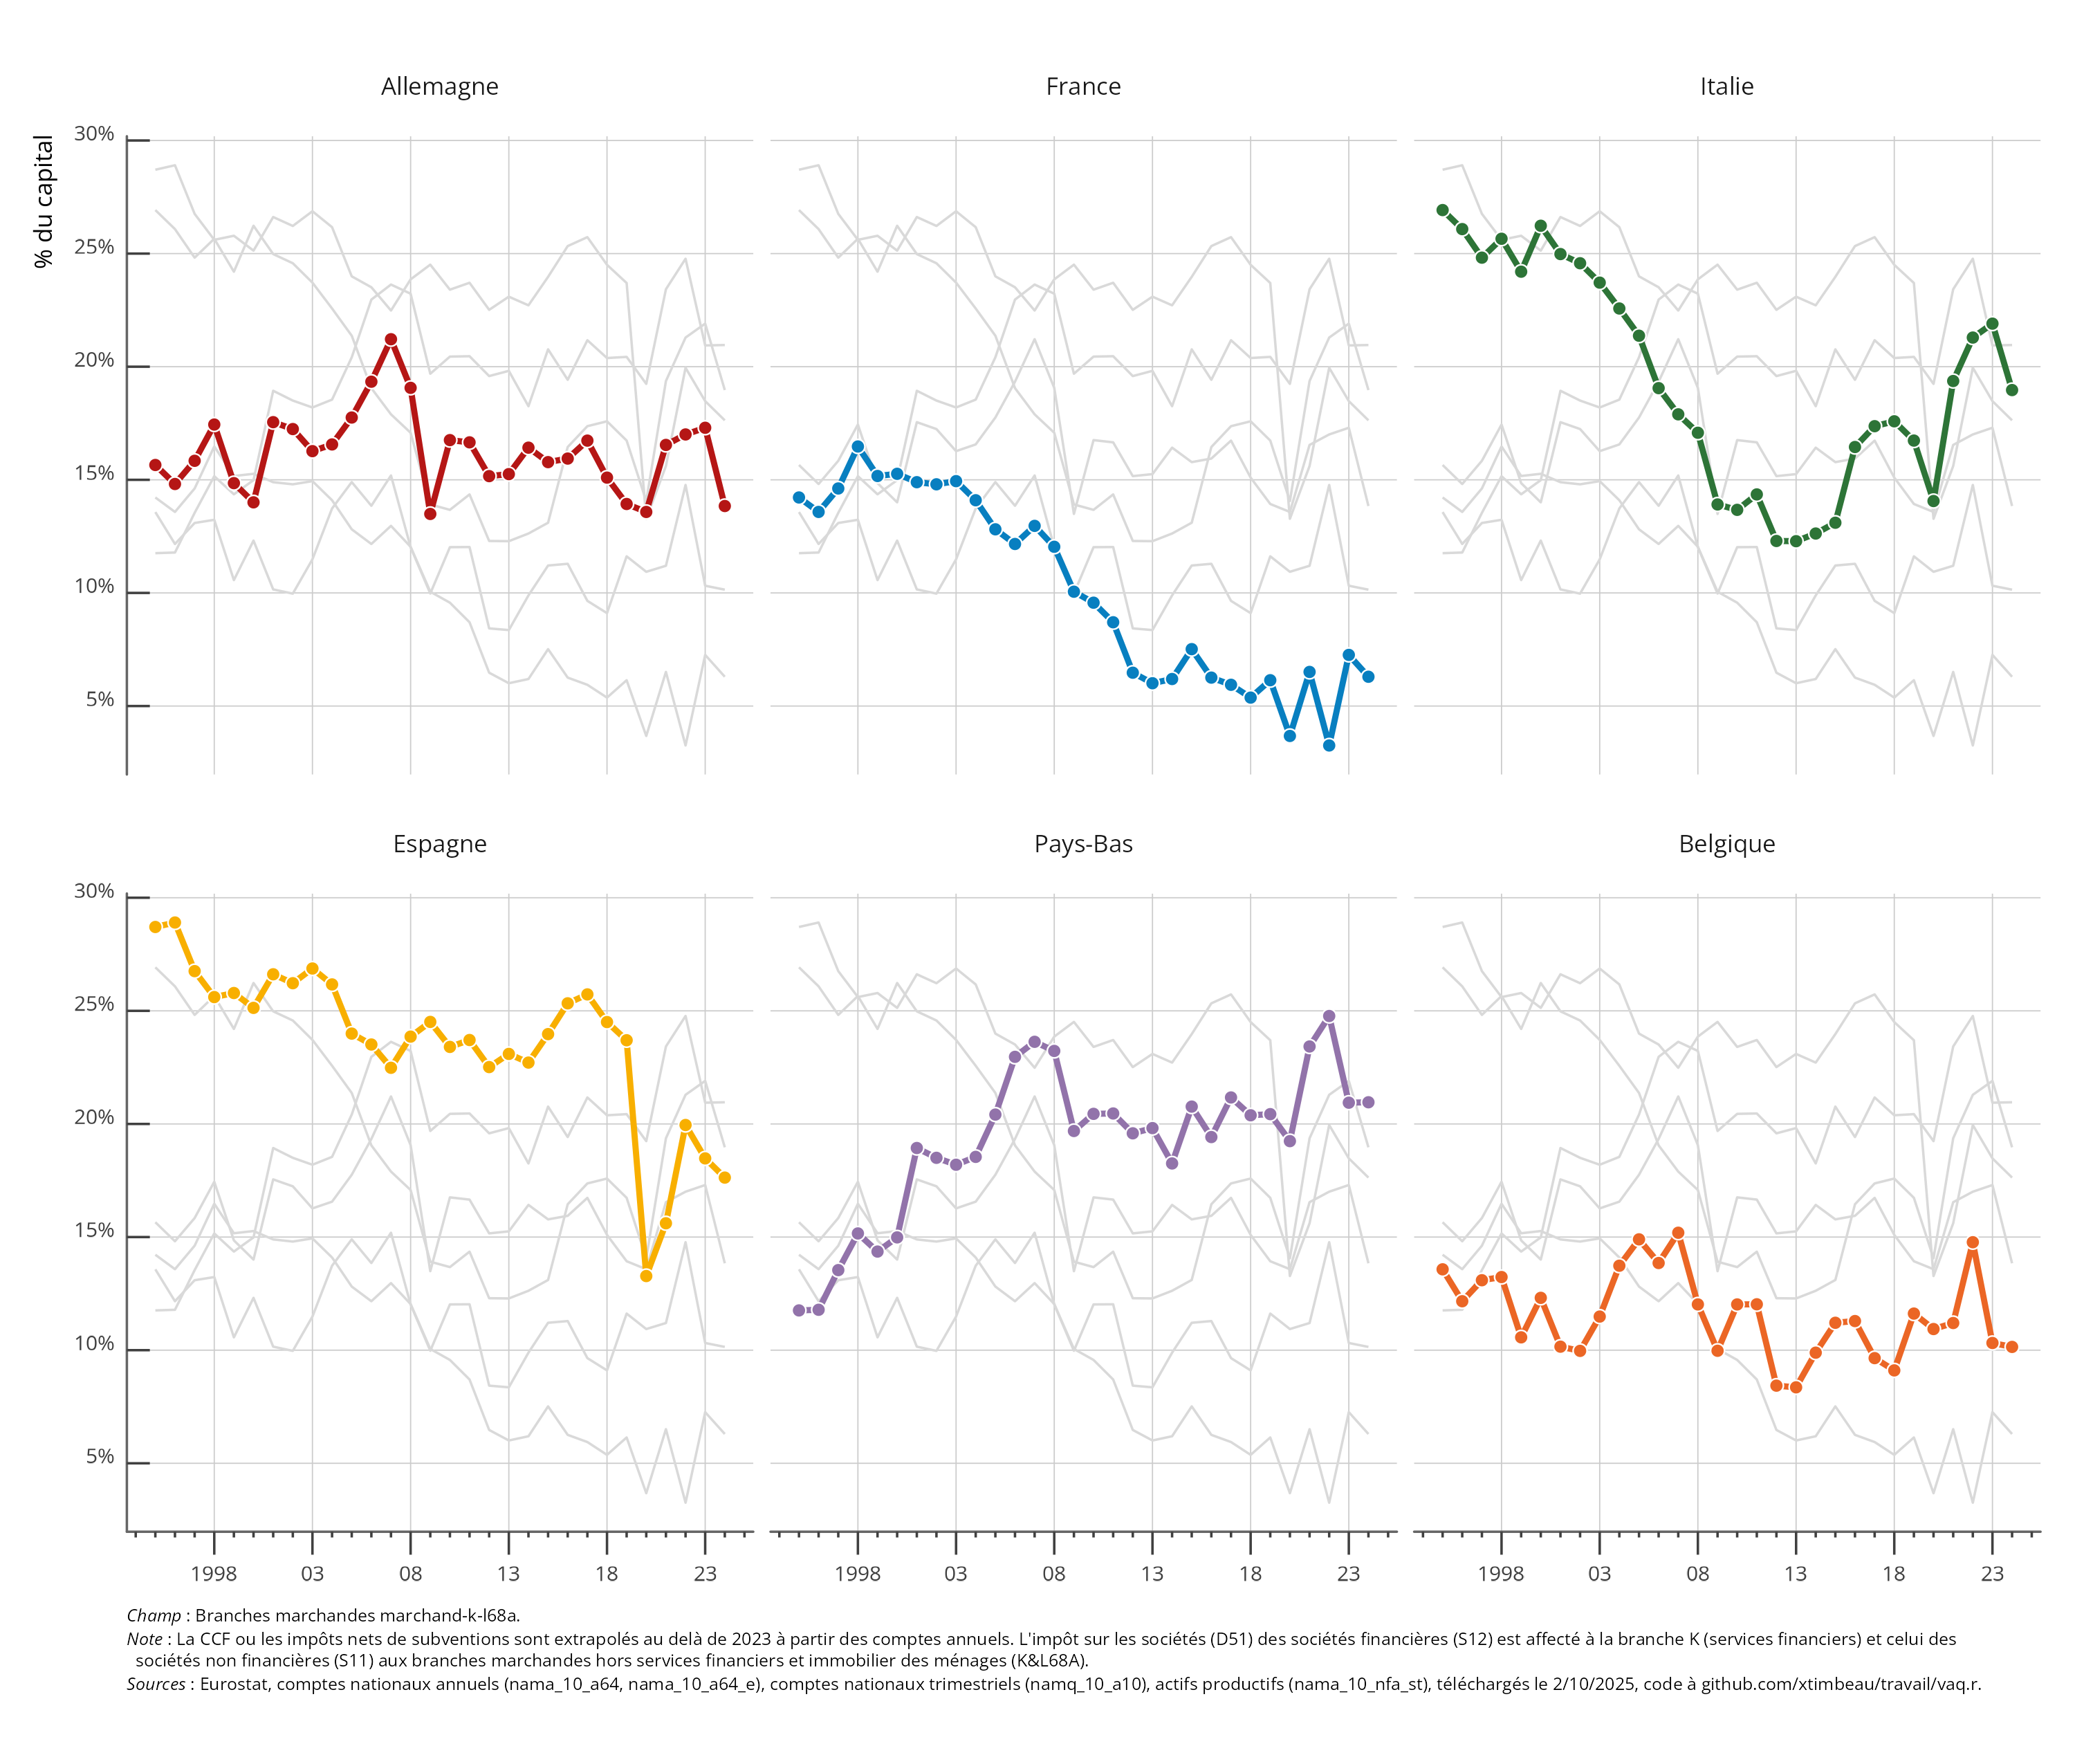 Allemagne
France
Italie
% du capital
30%
25%
20%
15%
10%
5%
Espagne
Pays-Bas
Belgique
30%
25%
20%
15%
10%
5%
1998 03 08 13 18 23
1998 03 08 13 18 23
1998 03 08 13 18 23
Champ : Branches marchandes marchand-k-l68a.
Note : La CCF ou les impôts nets de subventions sont extrapolés au delà de 2023 à partir des comptes annuels. L'impôt sur les sociétés (D51) des sociétés financières (S12) est affecté à la branche K (services financiers) et celui des
sociétés non financières (S11) aux branches marchandes hors services financiers et immobilier des ménages (K&L68A).
Sources : Eurostat, comptes nationaux annuels (nama_10_a64, nama_10_a64_e), comptes nationaux trimestriels (namq_10_a10), actifs productifs (nama_10_nfa_st), téléchargés le 2/10/2025, code à github.com/xtimbeau/travail/vaq.r.